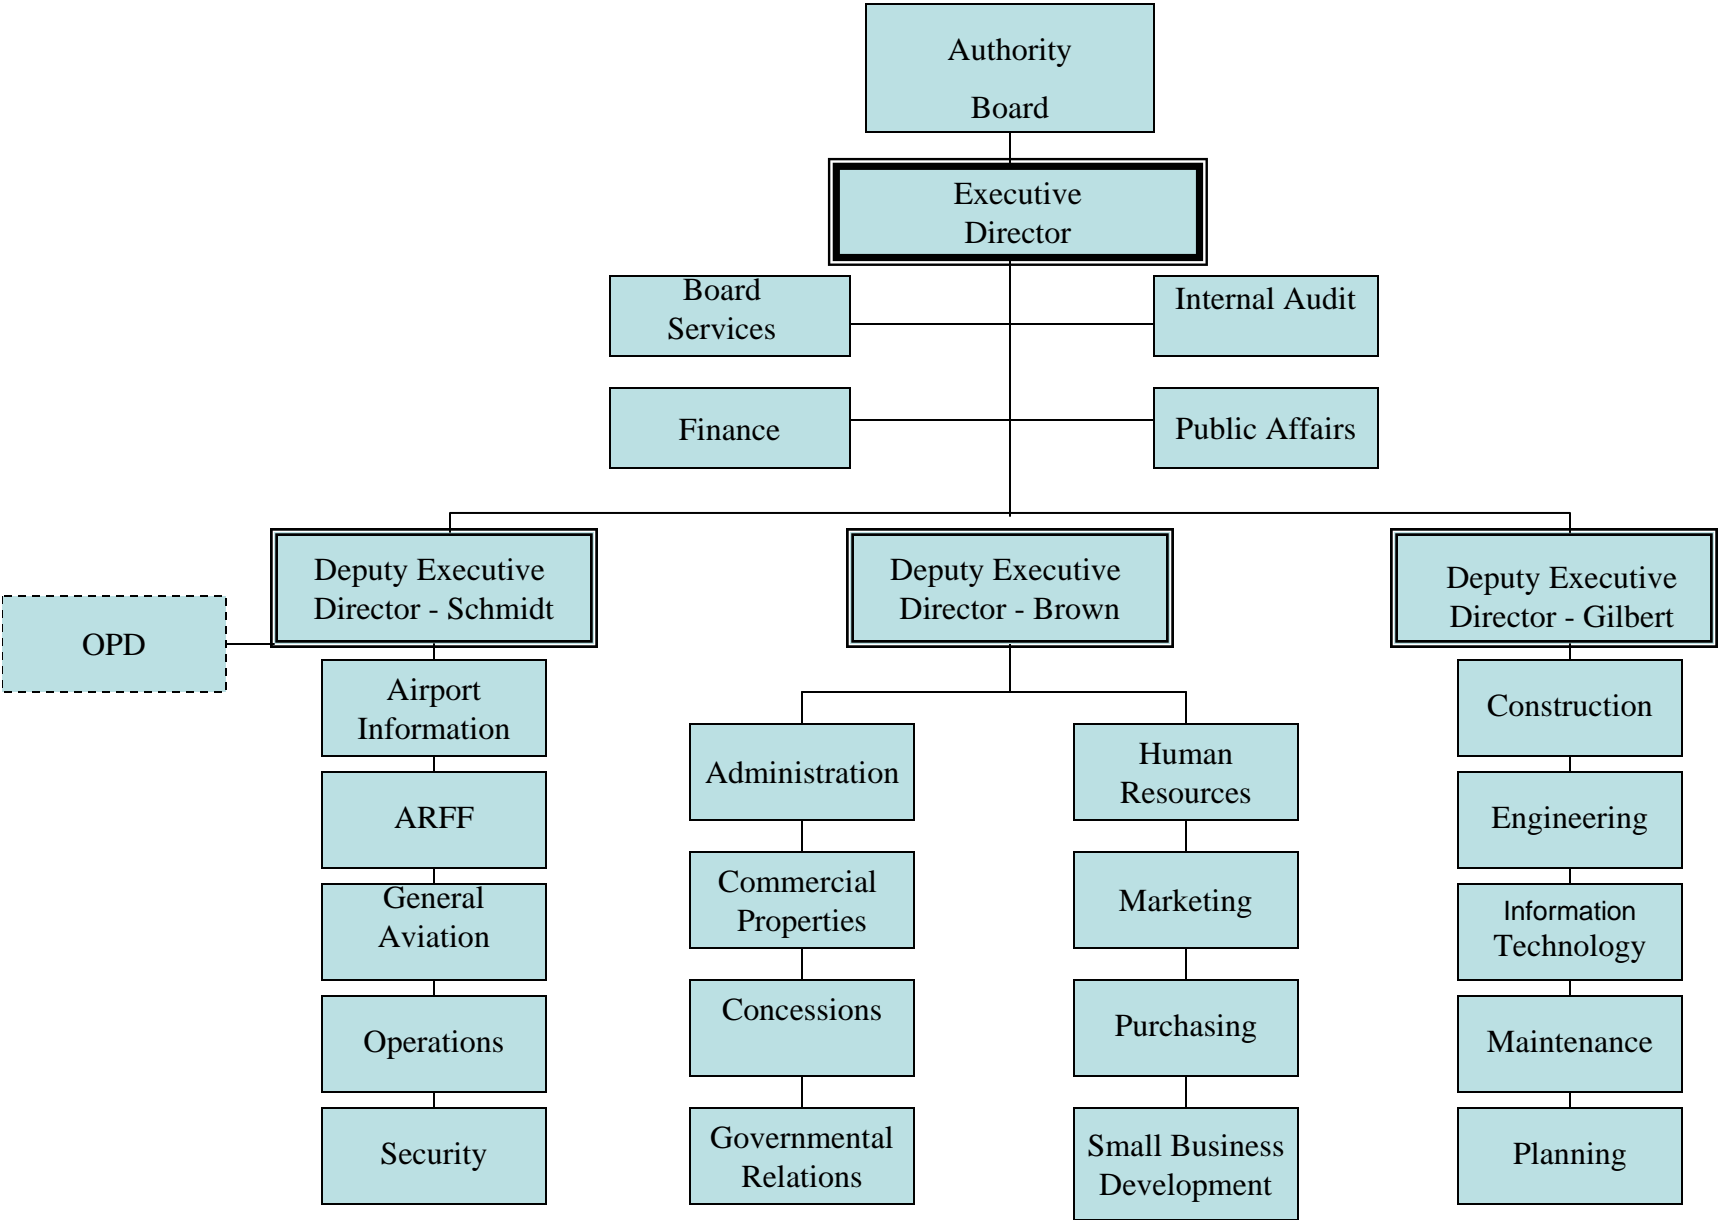 Authority
Board
Executive
Director
Board
Services
Internal Audit
Finance
Public Affairs
Deputy Executive
Director - Schmidt
Deputy Executive
Director - Brown
Deputy Executive
Director - Gilbert
OPD
Airport
Information
ARFF
General
Aviation
Operations
Security
Administration
Commercial
Properties
Concessions
Governmental
Relations
Human
Resources
Marketing
Purchasing
Small Business
Development
Construction
Engineering
Information
Technology
Maintenance
Planning